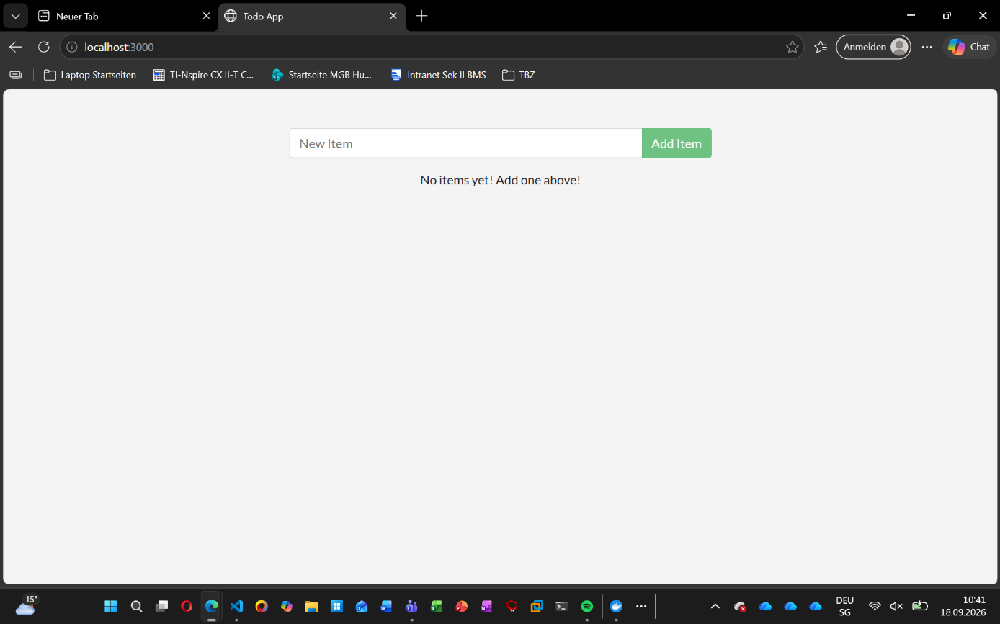 Neuer Tab
Todo App
localhost:3000
Anmelden
Chat
Laptop Startseiten
TI-Nspire CX II-T C...
Startseite MGB Hu...
Intranet Sek II BMS
TBZ
New Item
Add Item
No items yet! Add one above!
15°
DEU
SG
10:41
18.09.2026